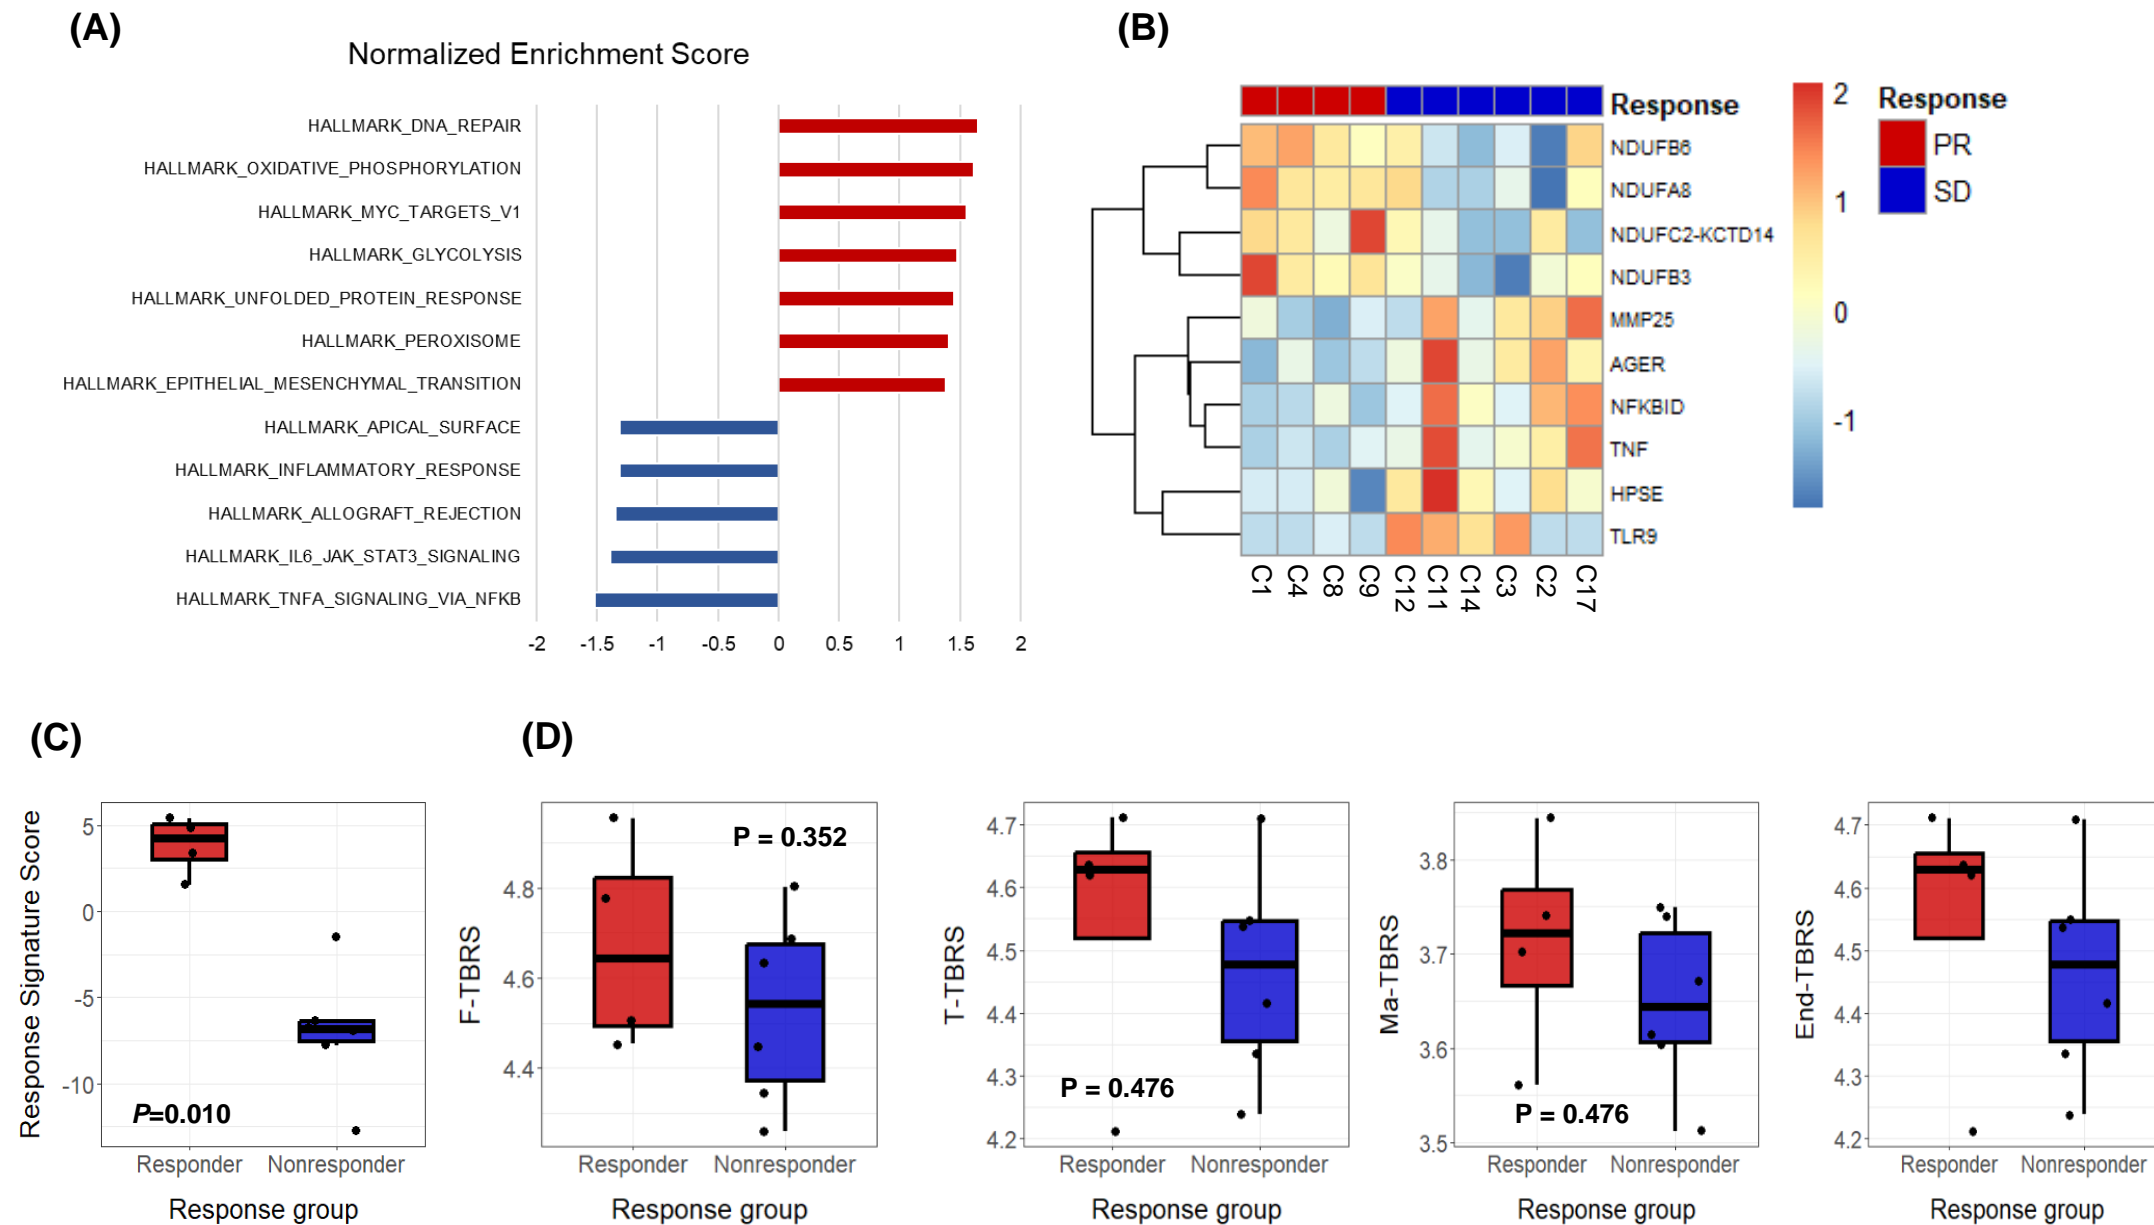 (A)
Normalized Enrichment Score
HALLMARK_DNA_REPAIR
HALLMARK_OXIDATIVE_PHOSPHORYLATION
HALLMARK_MYC_TARGETS_V1
HALLMARK_GLYCOLYSIS
HALLMARK_UNFOLDED_PROTEIN_RESPONSE
HALLMARK_PEROXISOME
HALLMARK_EPITHELIAL_MESENCHYMAL_TRANSITION
HALLMARK_APICAL_SURFACE
HALLMARK_INFLAMMATORY_RESPONSE
HALLMARK_ALLOGRAFT_REJECTION
HALLMARK_IL6_JAK_STAT3_SIGNALING
HALLMARK_TNFA_SIGNALING_VIA_NFKB
-2 -1.5 -1 -0.5 0 0.5 1 1.5 2
(B)
Response
NDUFB6
NDUFA8
NDUFC2-KCTD14
NDUFB3
MMP25
AGER
NFKBID
TNF
HPSE
TLR9
C1 C4 C8 C9 C12 C11 C14 C3 C2 C17
2
1
0
-1
Response
PR
SD
(C)
Response Signature Score
5
0
-5
-10
P=0.010
Responder Nonresponder
Response group
(D)
F-TBRS
4.8
4.6
4.4
P = 0.352
Responder Nonresponder
Response group
T-TBRS
4.7
4.6
4.5
4.4
4.3
4.2
P = 0.476
Responder Nonresponder
Response group
Ma-TBRS
3.8
3.7
3.6
3.5
P = 0.476
Responder Nonresponder
Response group
End-TBRS
4.7
4.6
4.5
4.4
4.3
4.2
Responder Nonresponder
Response group